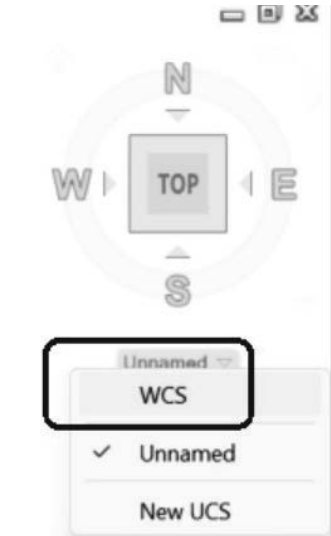 N
W TOP E
S
Unnamed
WCS
Unnamed
New UCS